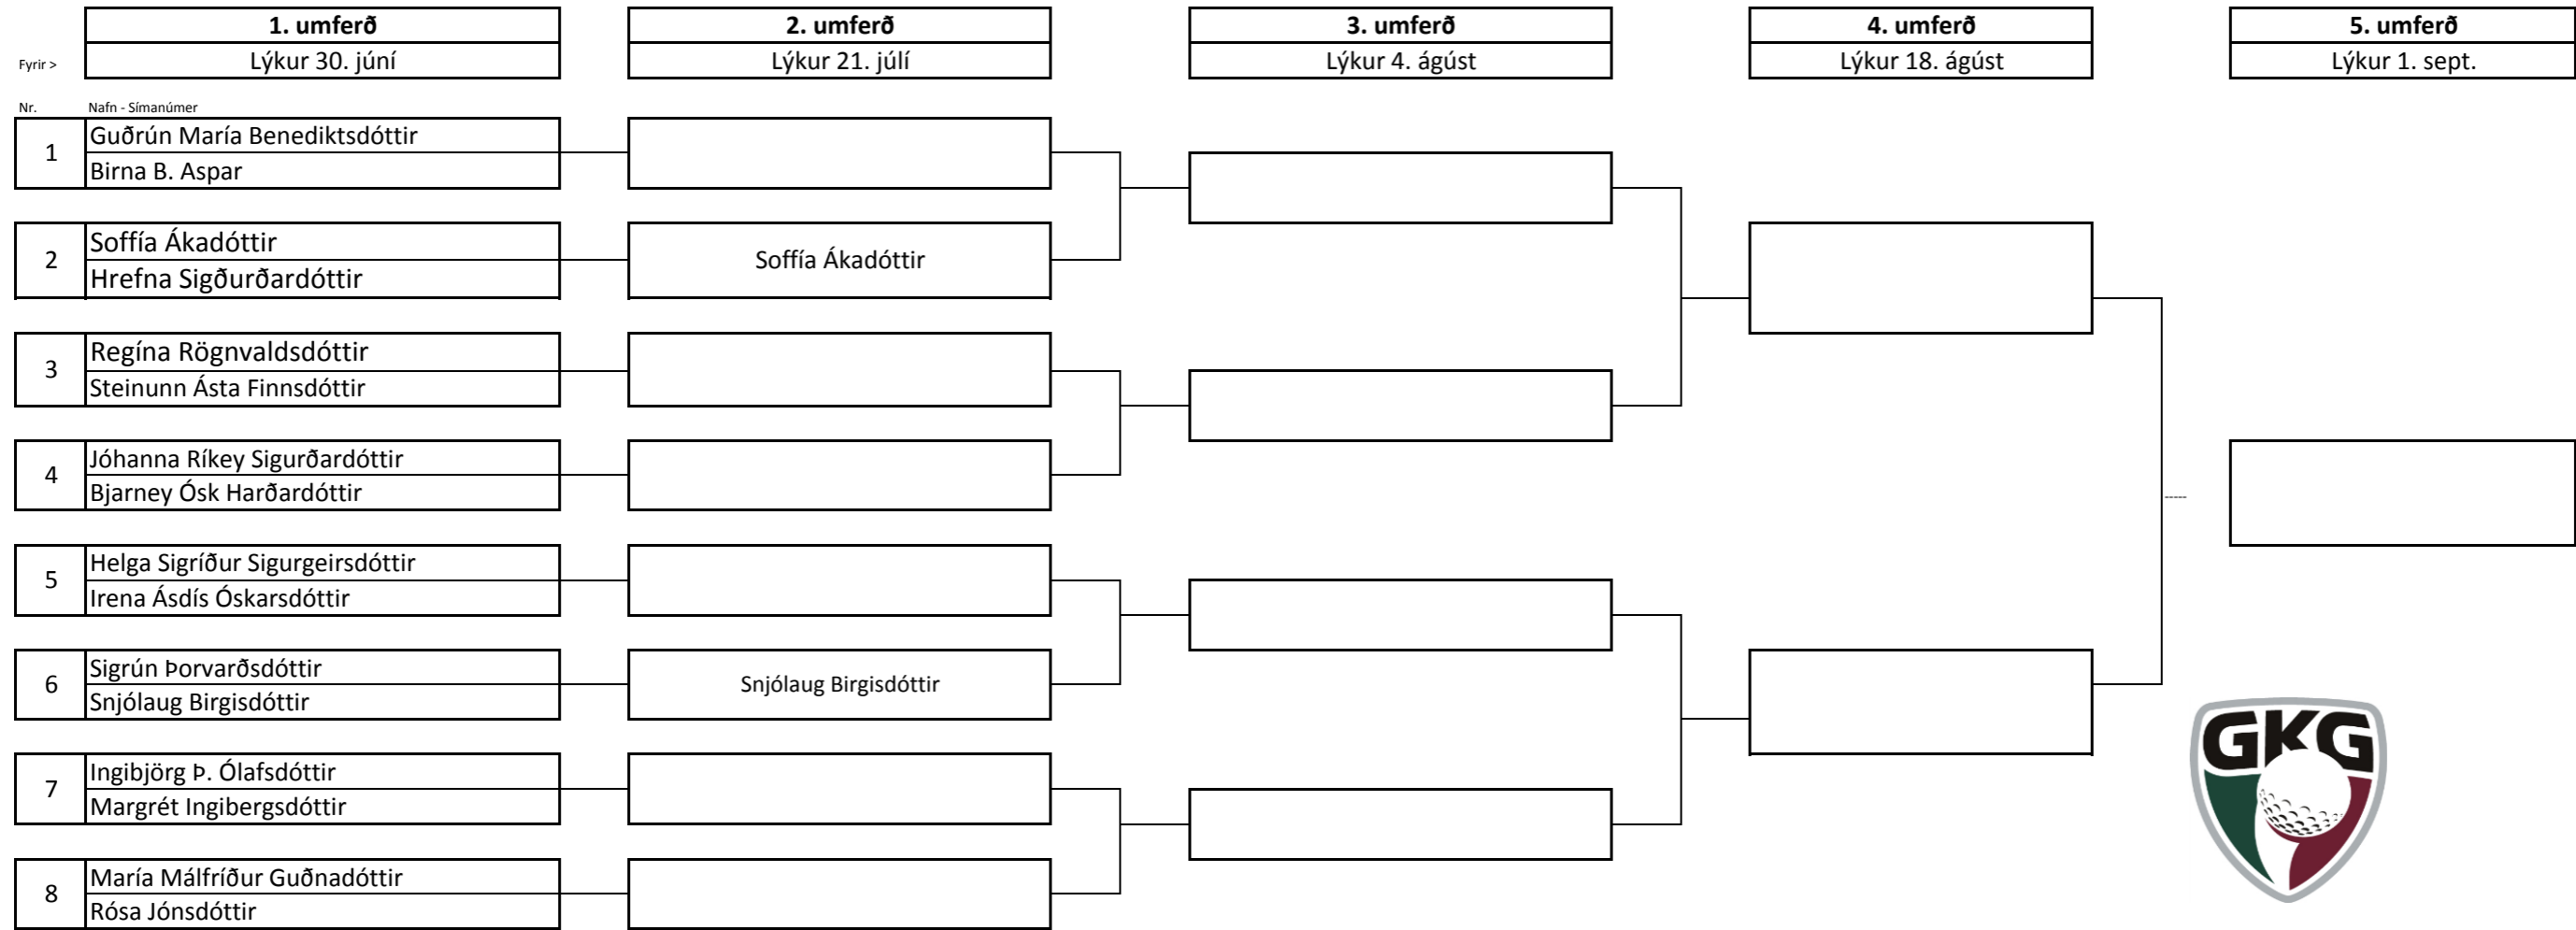 1. umferð
2. umferð
3. umferð
4. umferð
5. umferð
Fyrir >
Lýkur 30. júní
Lýkur 21. júlí
Lýkur 4. ágúst
Lýkur 18. ágúst
Lýkur 1. sept.
Nr.
Nafn - Símanúmer
1
Guðrún María Benediktsdóttir
Birna B. Aspar
2
Soffía Ákadóttir
Hrefna Sigðurðardóttir
Soffía Ákadóttir
3
Regína Rögnvaldsdóttir
Steinunn Ásta Finnsdóttir
4
Jóhanna Ríkey Sigurðardóttir
Bjarney Ósk Harðardóttir
-----
5
Helga Sigríður Sigurgeirsdóttir
Irena Ásdís Óskarsdóttir
6
Sigrún Þorvarðsdóttir
Snjólaug Birgisdóttir
Snjólaug Birgisdóttir
7
Ingibjörg Þ. Ólafsdóttir
Margrét Ingibergsdóttir
8
María Málfríður Guðnadóttir
Rósa Jónsdóttir
GKG